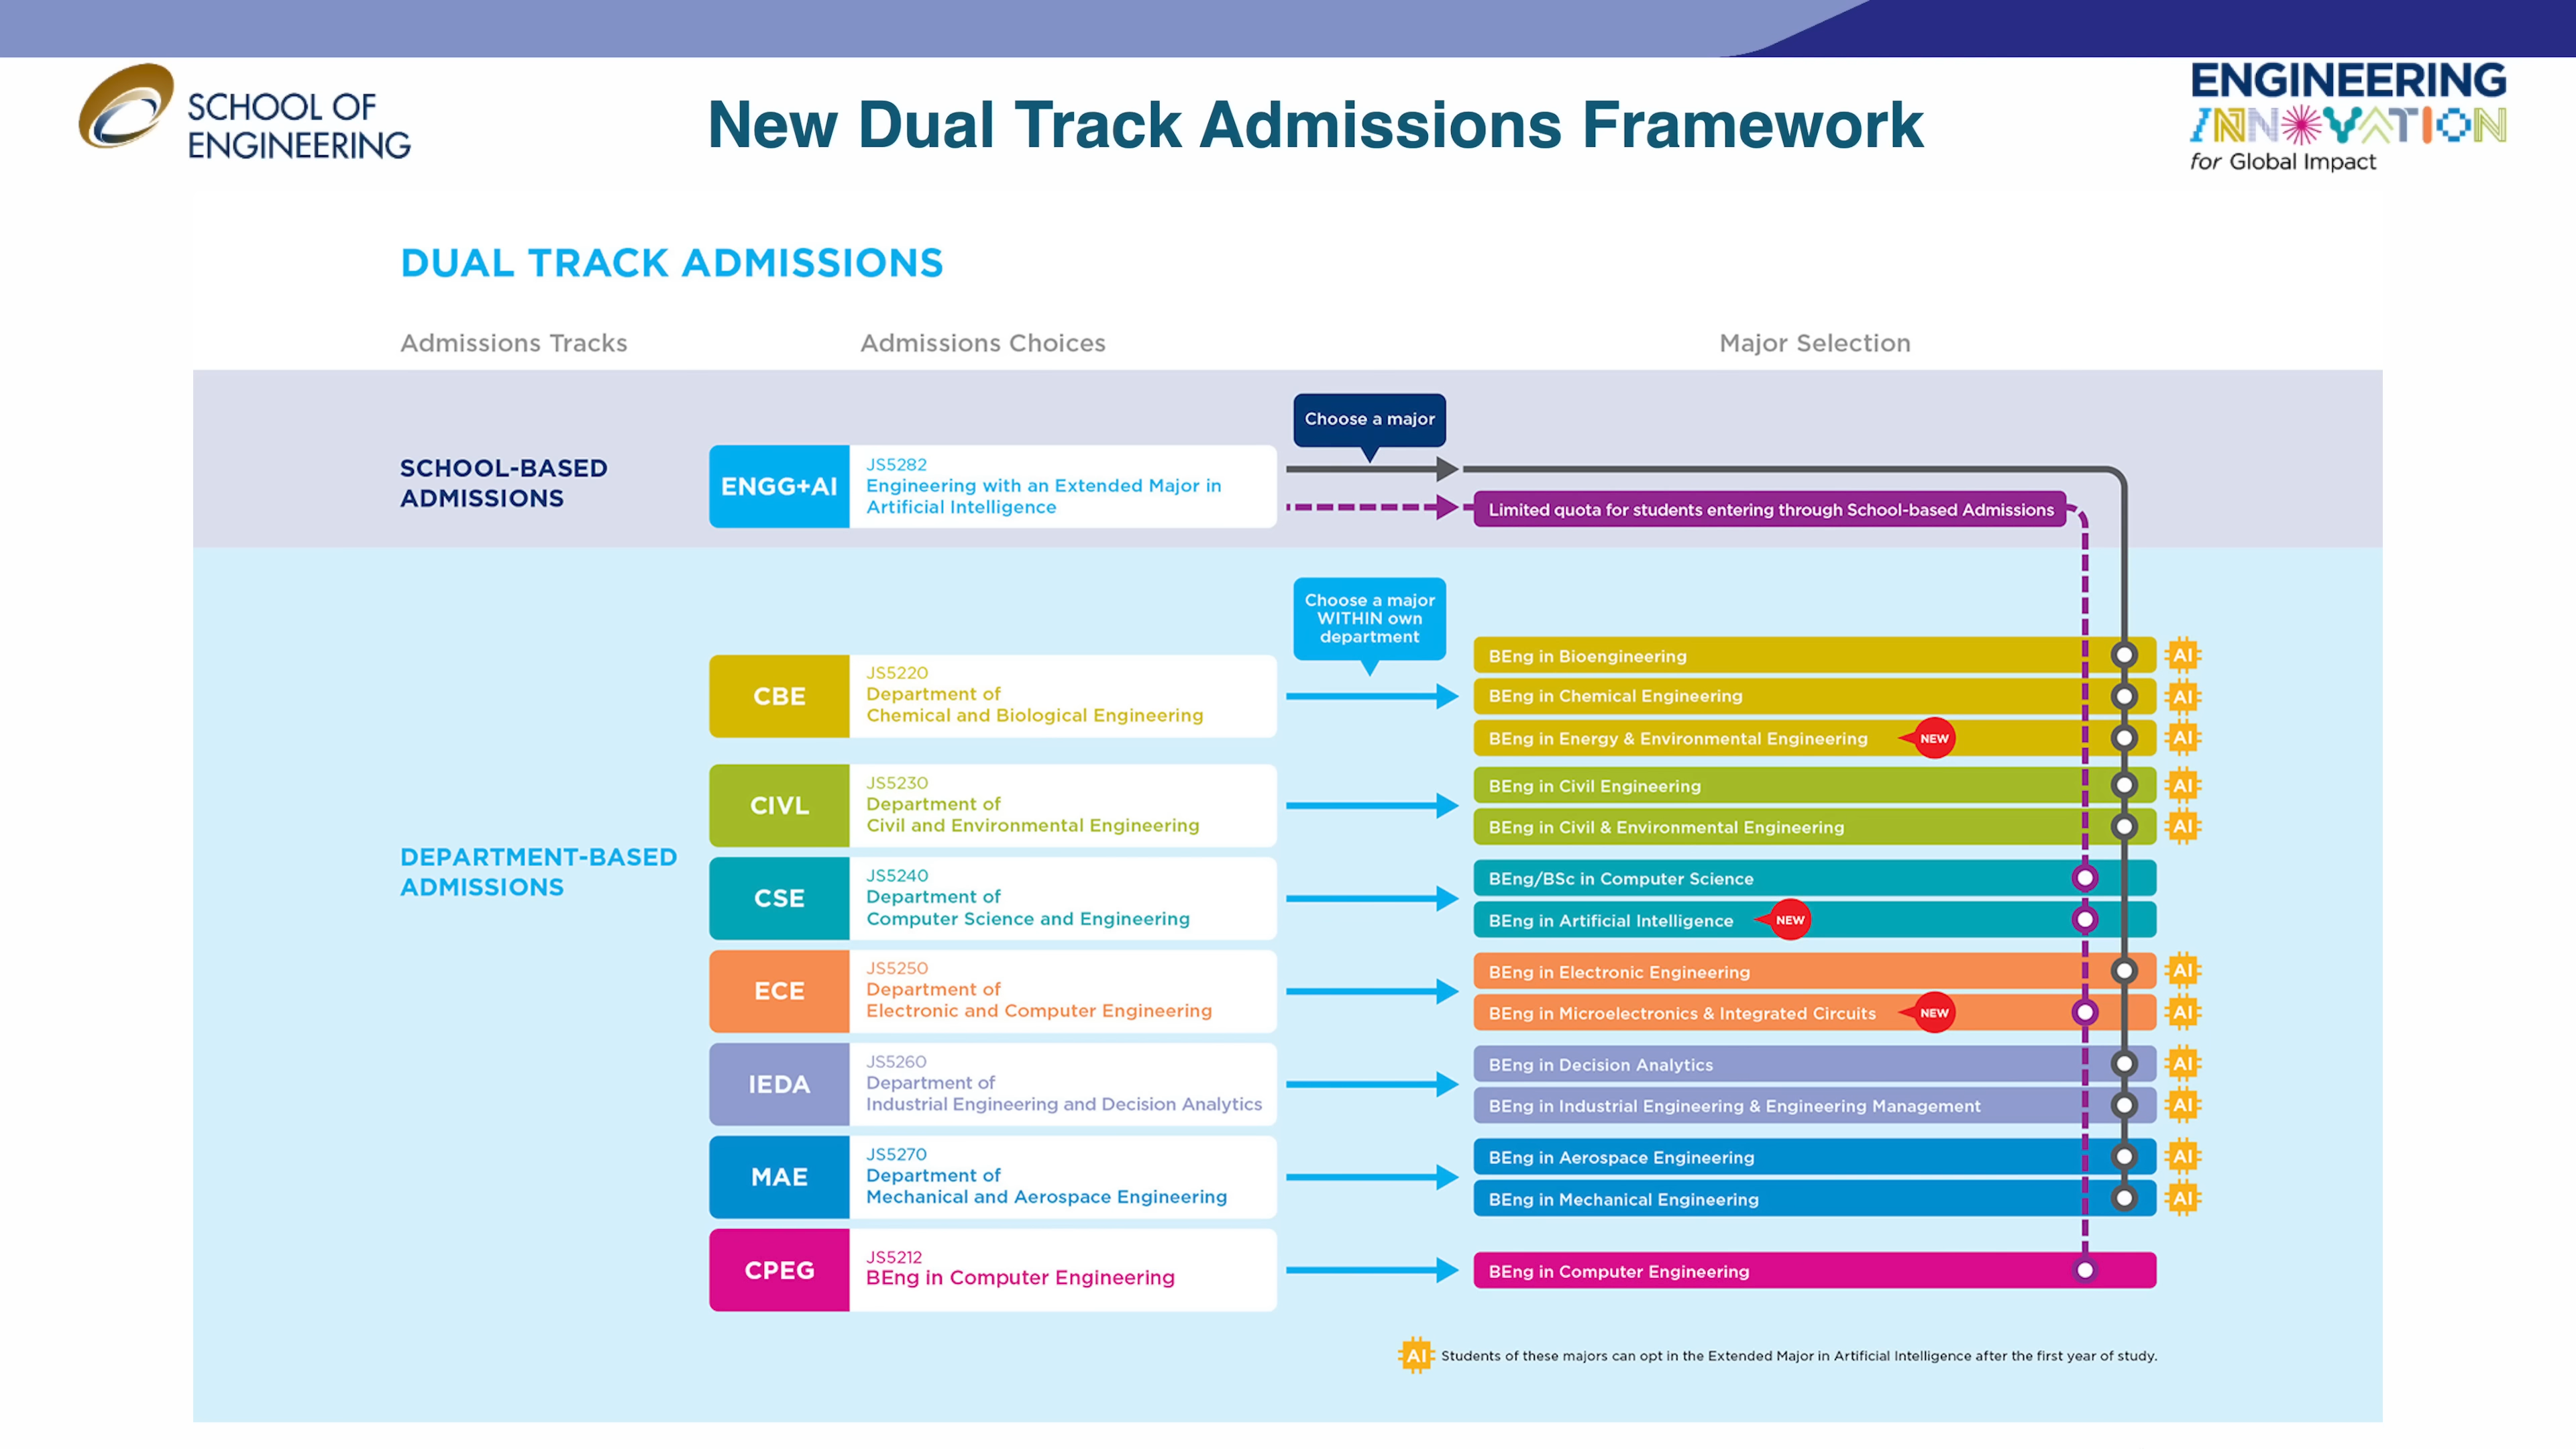 SCHOOL OF
ENGINEERING
New Dual Track Admissions Framework
ENGINEERING
INNOVATION
for Global Impact
DUAL TRACK ADMISSIONS
Admissions Tracks
Admissions Choices
Major Selection
SCHOOL-BASED
ADMISSIONS
ENGG+AI
JS5282
Engineering with an Extended Major in
Artificial Intelligence
Choose a major
Limited quota for students entering through School-based Admissions
DEPARTMENT-BASED
ADMISSIONS
Choose a major
WITHIN own
department
CBE
JS5220
Department of
Chemical and Biological Engineering
BEng in Bioengineering
AI
BEng in Chemical Engineering
AI
BEng in Energy & Environmental Engineering
NEW
AI
CIVL
JS5230
Department of
Civil and Environmental Engineering
BEng in Civil Engineering
AI
BEng in Civil & Environmental Engineering
AI
CSE
JS5240
Department of
Computer Science and Engineering
BEng/BSc in Computer Science
BEng in Artificial Intelligence
NEW
ECE
JS5250
Department of
Electronic and Computer Engineering
BEng in Electronic Engineering
AI
BEng in Microelectronics & Integrated Circuits
NEW
AI
IEDA
JS5260
Department of
Industrial Engineering and Decision Analytics
BEng in Decision Analytics
AI
BEng in Industrial Engineering & Engineering Management
AI
MAE
JS5270
Department of
Mechanical and Aerospace Engineering
BEng in Aerospace Engineering
AI
BEng in Mechanical Engineering
AI
CPEG
JS5212
BEng in Computer Engineering
BEng in Computer Engineering
AI
Students of these majors can opt in the Extended Major in Artificial Intelligence after the first year of study.